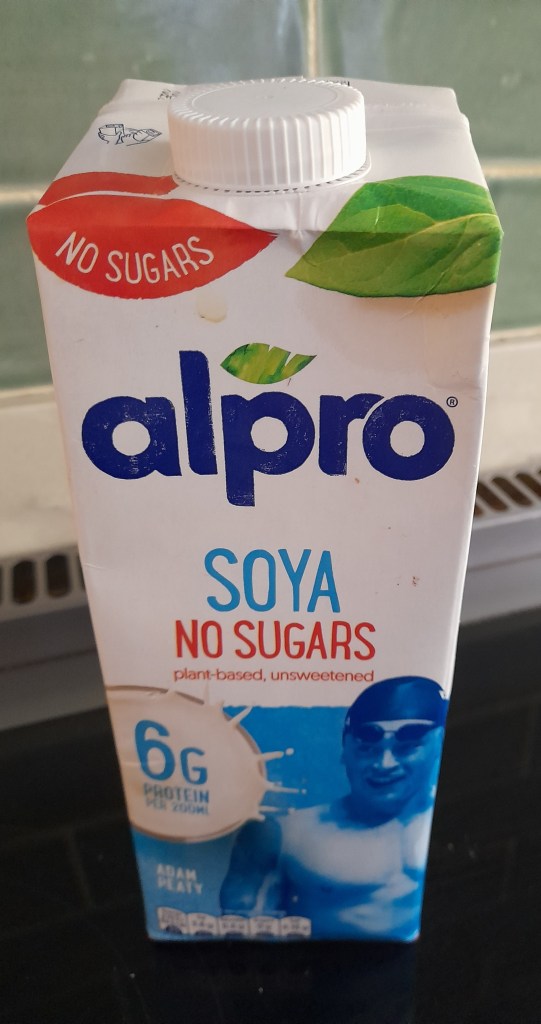 NO SUGARS
alpro®
SOYA
NO SUGARS
plant-based, unsweetened
6G
PROTEIN
PER 200ML
ADAM
PEATY